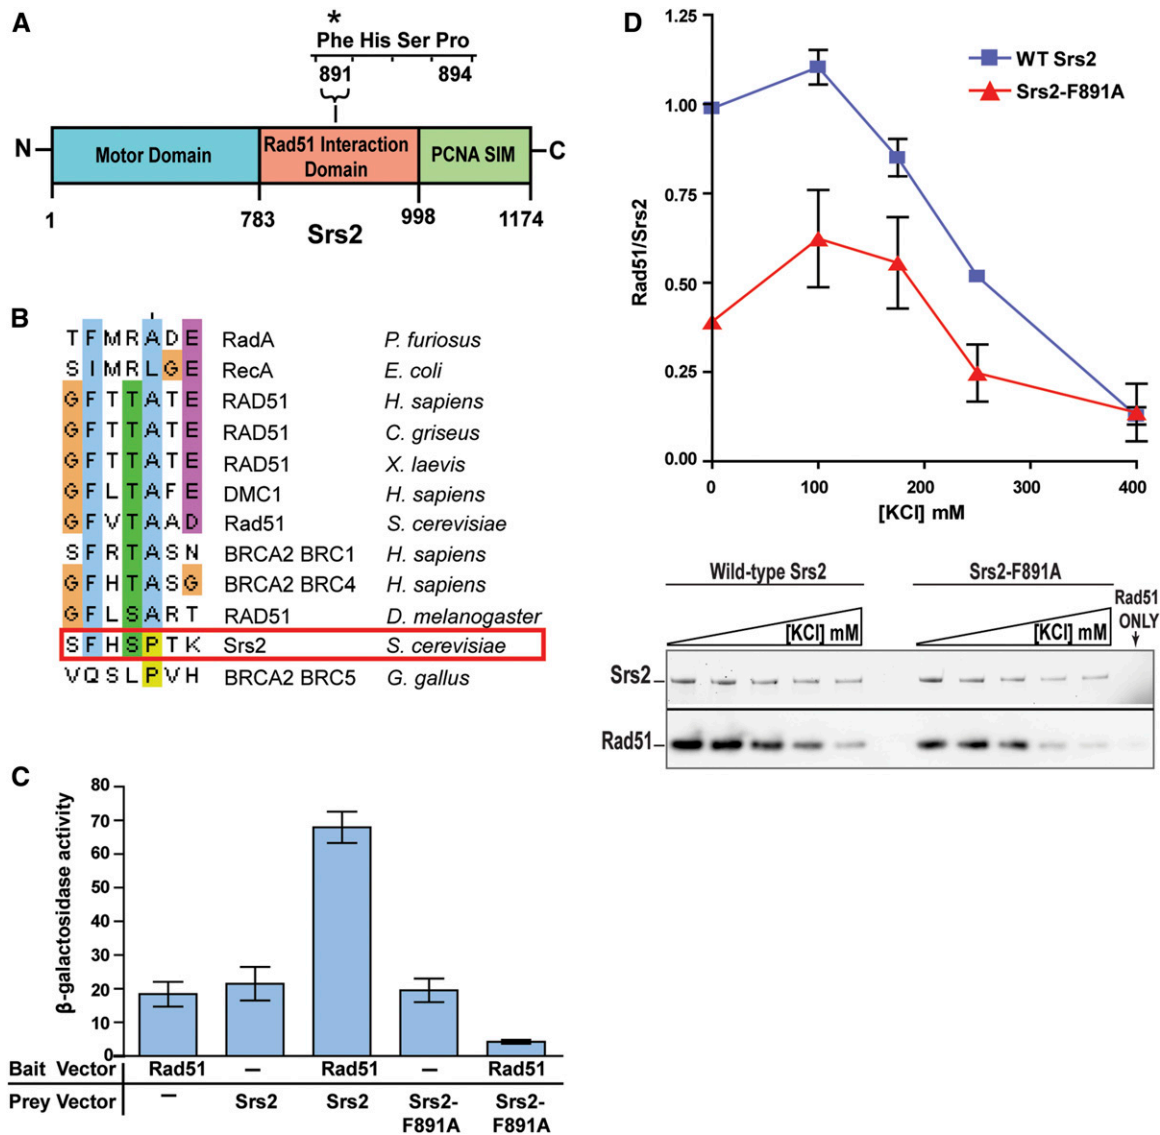 A
*
Phe His Ser Pro
891 894
N Motor Domain Rad51 Interaction Domain PCNA SIM C
1 783 998 1174
Srs2
B
T F M R A D E RadA P. furiosus
S I M R L G E RecA E. coli
G F T T A T E RAD51 H. sapiens
G F T T A T E RAD51 C. griseus
G F T T A T E RAD51 X. laevis
G F L T A F E DMC1 H. sapiens
G F V T A A D Rad51 S. cerevisiae
S F R T A S N BRCA2 BRC1 H. sapiens
G F H T A S G BRCA2 BRC4 H. sapiens
G F L S A R T RAD51 D. melanogaster
S F H S P T K Srs2 S. cerevisiae
V Q S L P V H BRCA2 BRC5 G. gallus
C
β-galactosidase activity
80
70
60
50
40
30
20
10
0
Bait Vector Rad51 – Rad51 – Rad51
Prey Vector – Srs2 Srs2 Srs2-F891A Srs2-F891A
D
Rad51/Srs2
1.25
1.00
0.75
0.50
0.25
0.00
WT Srs2
Srs2-F891A
0 100 200 300 400
[KCl] mM
Wild-type Srs2 Srs2-F891A Rad51 ONLY
[KCl] mM [KCl] mM
Srs2
Rad51